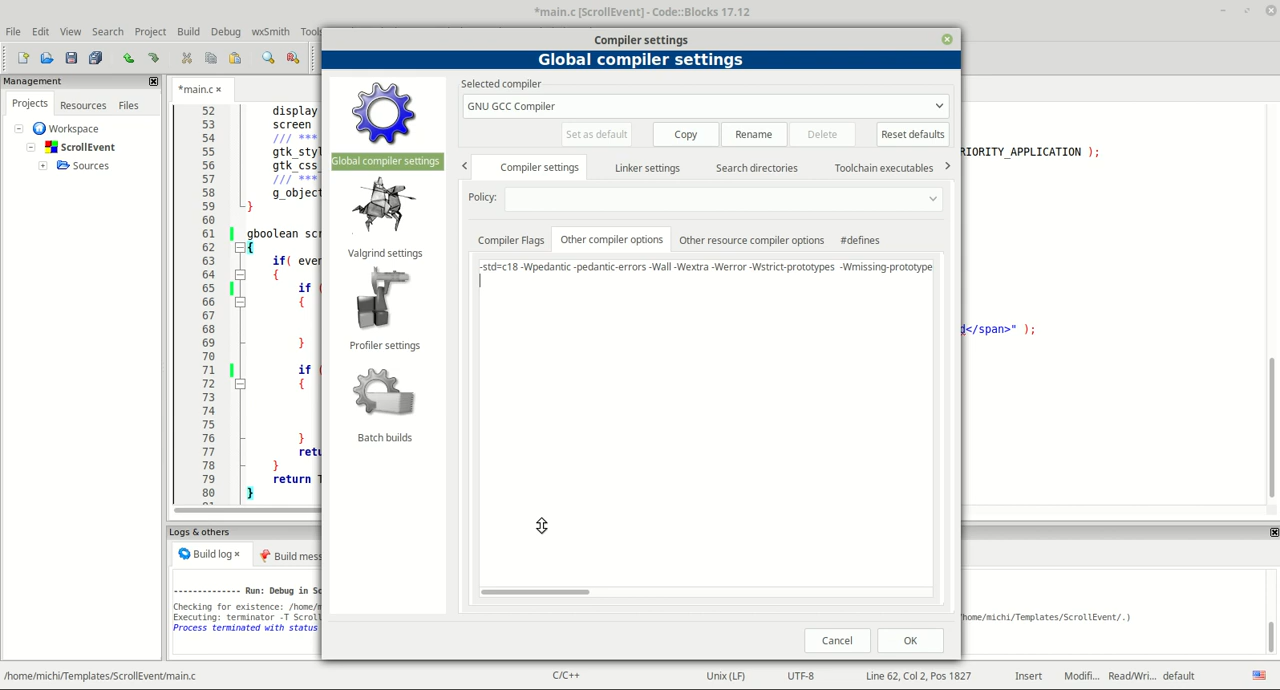 *main.c [ScrollEvent] - Code::Blocks 17.12
File Edit View Search Project Build Debug wxSmith
Compiler settings
Global compiler settings
Management
Projects Resources Files
Workspace
ScrollEvent
Sources
*main.c
52 display
53 screen
54 /// ***
55
56 gtk_css_
57 /// ***
58 g_object
59 }
60
61 gboolean
62 {
63 if(
64 {
65 if
66 {
67
68
69 }
70
71 if
72 {
73
74
75
76 }
77
78 }
79 return
80 }
RIORITY_APPLICATION );
</span>" );
Global compiler settings
Valgrind settings
Profiler settings
Batch builds
Selected compiler
GNU GCC Compiler
Set as default Copy Rename Delete Reset defaults
Compiler settings Linker settings Search directories Toolchain executables
Policy:
Compiler Flags Other compiler options Other resource compiler options #defines
-std=c18 -Wpedantic -pedantic-errors -Wall -Wextra -Werror -Wstrict-prototypes -Wmissing-prototype
Cancel OK
Logs & others
Build log Build mess
------------- Run: Debug in Sc
Checking for existence: /home/m
Executing: terminator -T Scroll
home/michi/Templates/ScrollEvent/.)
Process terminated with status
/home/michi/Templates/ScrollEvent/main.c C/C++ Unix (LF) UTF-8 Line 62, Col 2, Pos 1827 Insert Modifi... Read/Wri... default